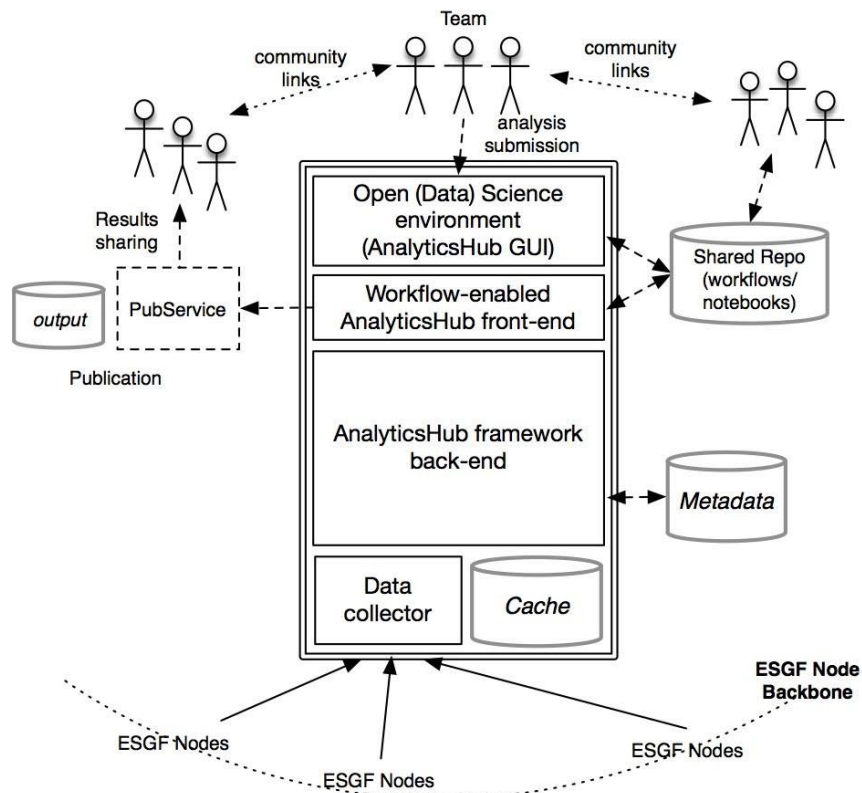 Team
community
links
community
links
analysis
submission
Open (Data) Science
environment
(AnalyticsHub GUI)
Results
sharing
Shared Repo
(workflows/
notebooks)
Workflow-enabled
AnalyticsHub front-end
PubService
output
Publication
AnalyticsHub framework
back-end
Metadata
Data
collector
Cache
ESGF Node
Backbone
ESGF Nodes
ESGF Nodes
ESGF Nodes